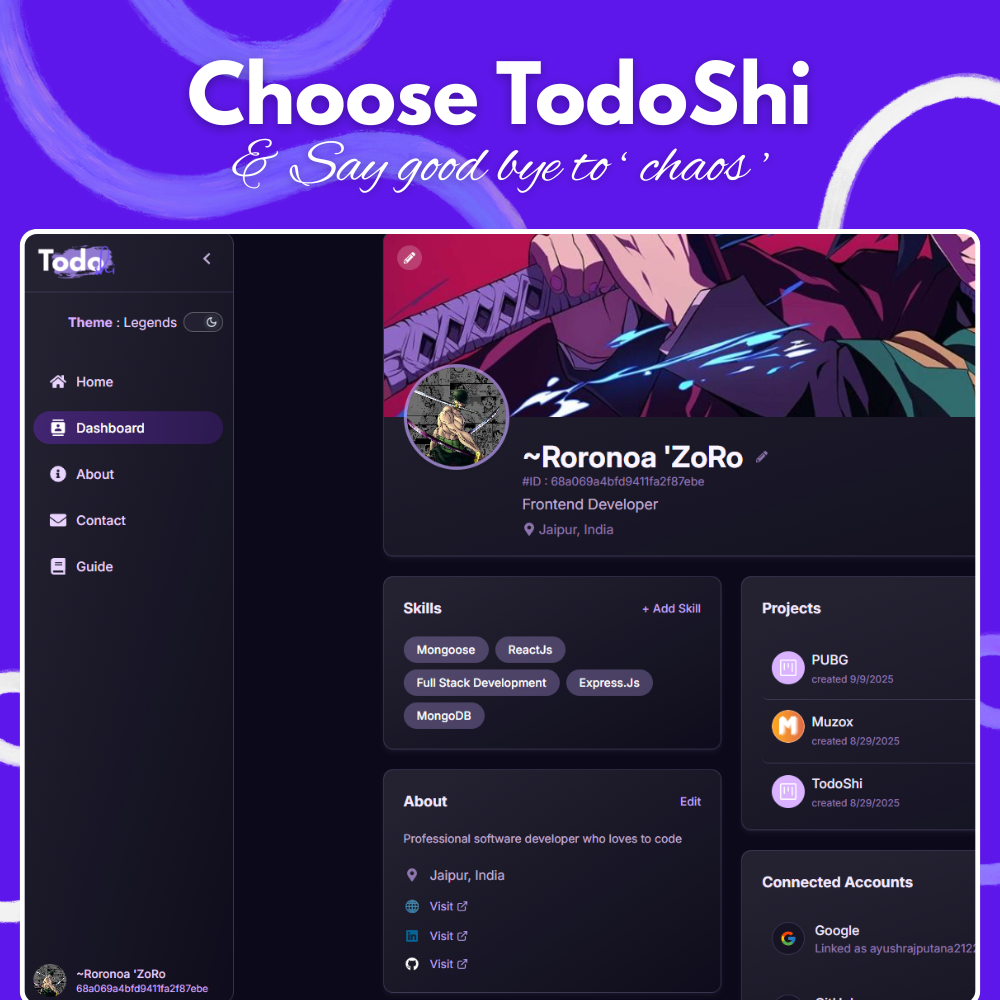 Choose TodoShi
& Say good bye to ‘ chaos ’
Todo
Theme : Legends
Home
Dashboard
About
Contact
Guide
~Roronoa 'ZoRo
68a069a4bfd9411fa2f87ebe
~Roronoa 'ZoRo
#ID : 68a069a4bfd9411fa2f87ebe
Frontend Developer
Jaipur, India
Skills
+ Add Skill
Mongoose
ReactJs
Full Stack Development
Express.Js
MongoDB
About
Edit
Professional software developer who loves to code
Jaipur, India
Visit
Visit
Visit
Projects
PUBG
created 9/9/2025
Muzox
created 8/29/2025
TodoShi
created 8/29/2025
Connected Accounts
Google
Linked as ayushrajputana212